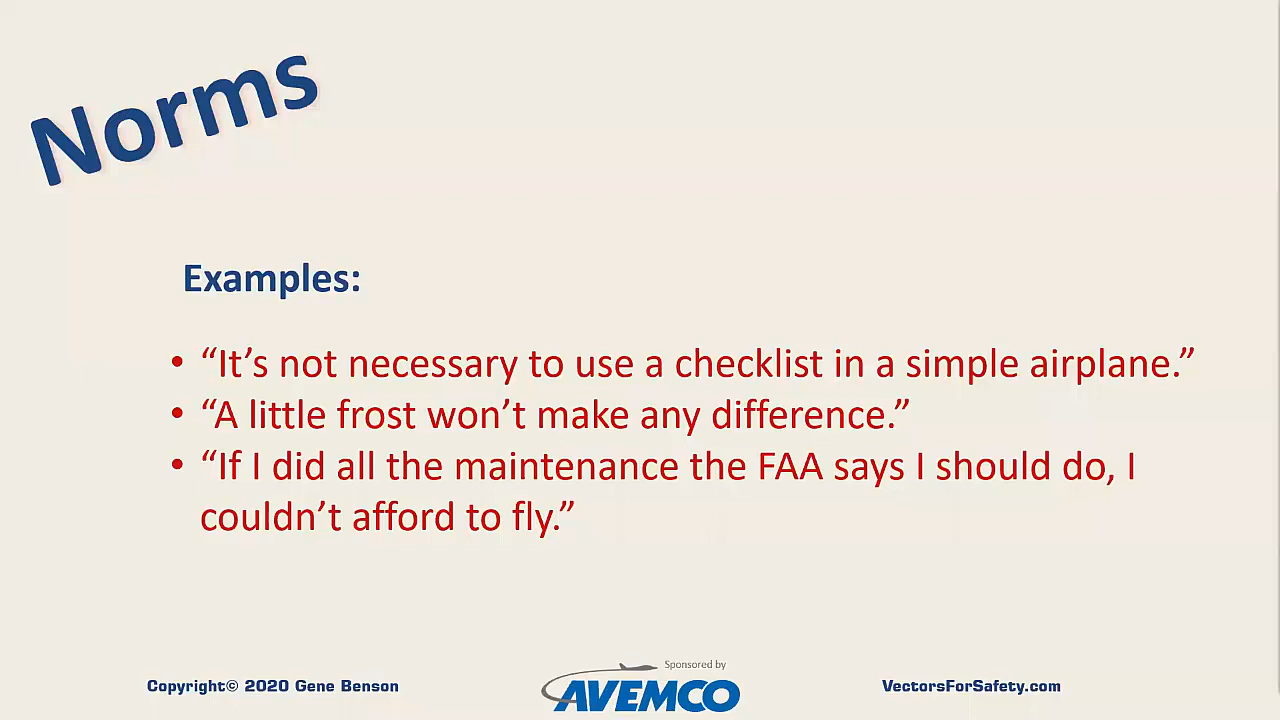 Norms
Examples:
• “It’s not necessary to use a checklist in a simple airplane.”
• “A little frost won’t make any difference.”
• “If I did all the maintenance the FAA says I should do, I
couldn’t afford to fly.”
Sponsored by
Copyright© 2020 Gene Benson
AVEMCO
VectorsForSafety.com